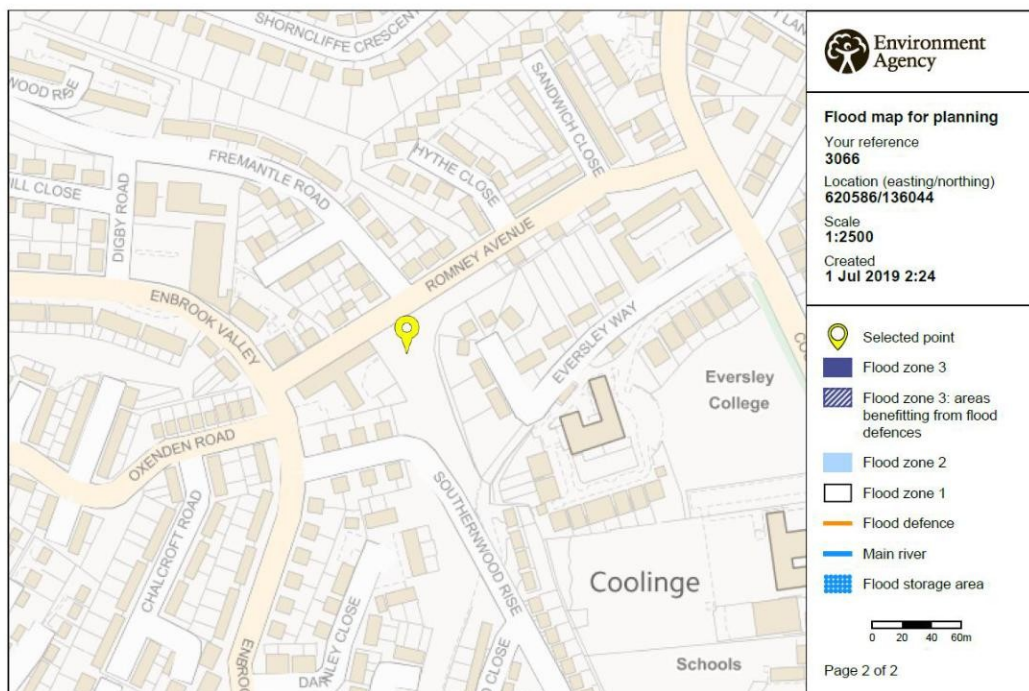 SHORNCLIFFE CRESCENT
WOOD RISE
SANDWICH CLOSE
HYTHE CLOSE
FREMANTLE ROAD
DIGBY ROAD
ROMNEY AVENUE
ENBROOK VALLEY
EVERSLEY WAY
Eversley
College
OXENDEN ROAD
CHALCROFT ROAD
SOUTHERNWOOD RISE
Coolinge
Schools
Environment
Agency
Flood map for planning
Your reference
3066
Location (easting/northing)
620586/136044
Scale
1:2500
Created
1 Jul 2019 2:24
Selected point
Flood zone 3
Flood zone 3: areas
benefitting from flood
defences
Flood zone 2
Flood zone 1
Flood defence
Main river
Flood storage area
0 20 40 60m
Page 2 of 2